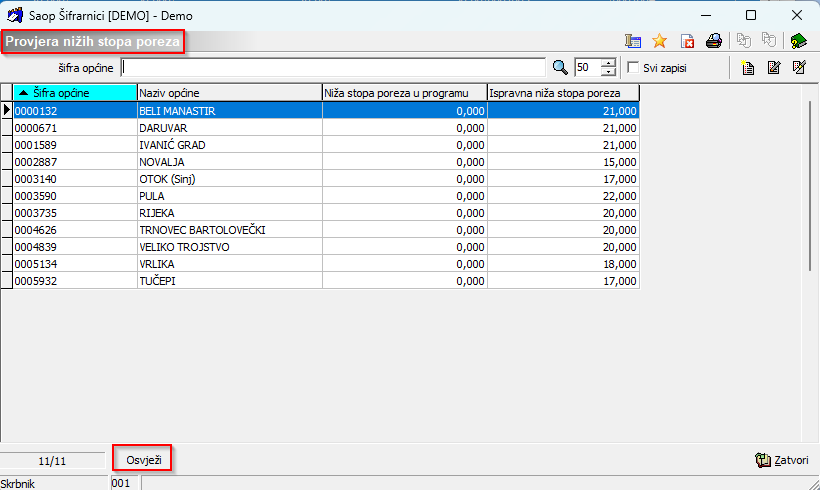 Saop Šifrarnici [DEMO] - Demo
Provjera nižih stopa poreza
šifra općine 50 Svi zapisi
Šifra općine Naziv općine Niža stopa poreza u programu Ispravna niža stopa poreza
0000132 BELI MANASTIR 0,000 21,000
0000671 DARUVAR 0,000 21,000
0001589 IVANIĆ GRAD 0,000 21,000
0002887 NOVALJA 0,000 15,000
0003140 OTOK (Sinj) 0,000 17,000
0003590 PULA 0,000 22,000
0003735 RIJEKA 0,000 20,000
0004626 TRNOVEC BARTOLOVEČKI 0,000 20,000
0004839 VELIKO TROJSTVO 0,000 20,000
0005134 VRLIKA 0,000 18,000
0005932 TUČEPI 0,000 17,000
11/11 Osvježi Zatvori
Skrbnik 001